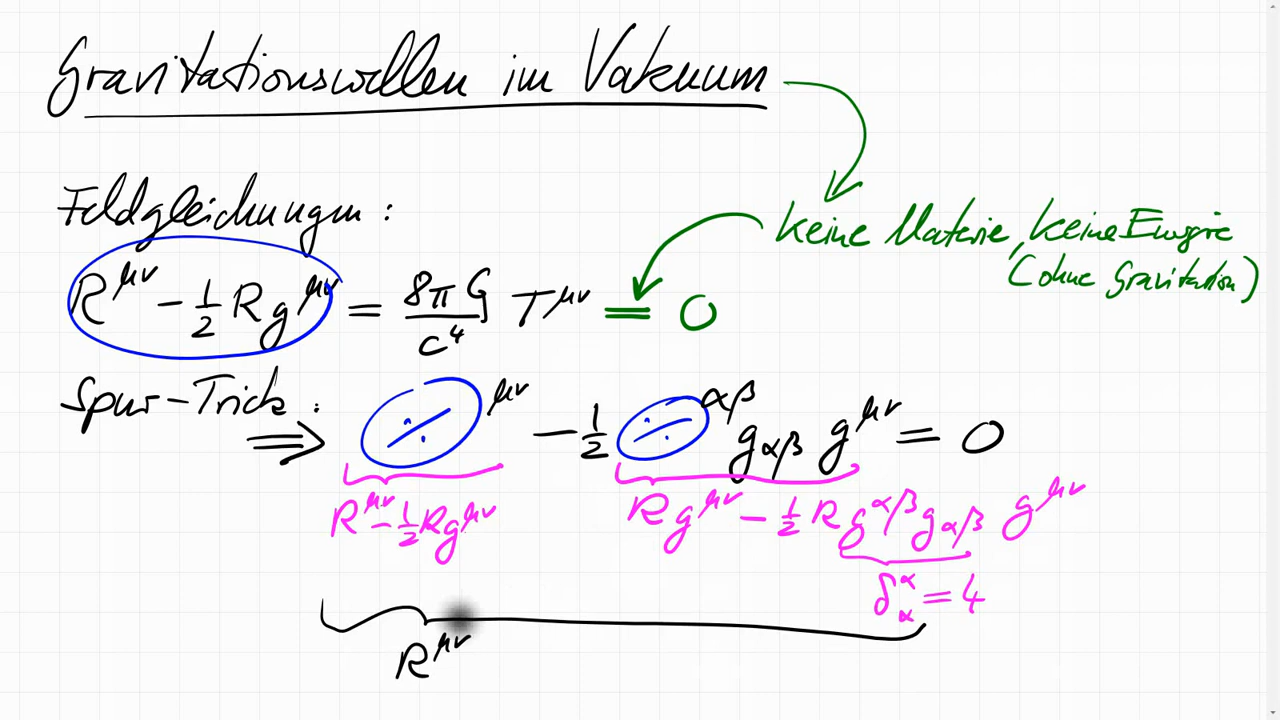 Gravitationswellen im Vakuum
Feldgleichungen:
keine Materie, keine Energie
(ohne Gravitation)
R^μν − 1/2 R g^μν = 8πG/c^4 T^μν = 0
Spur-Trick:
⇒ (÷)^μν − 1/2 (÷)^αβ g_αβ g^μν = 0
R^μν − 1/2 R g^μν
R g^μν − 1/2 R g^αβ g_αβ g^μν
δ^α_α = 4
R^μν